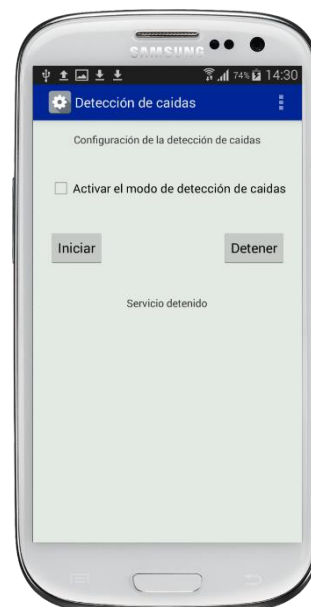 SAMSUNG
74% 14:30
Detección de caidas
Configuración de la detección de caidas
Activar el modo de detección de caidas
Iniciar
Detener
Servicio detenido